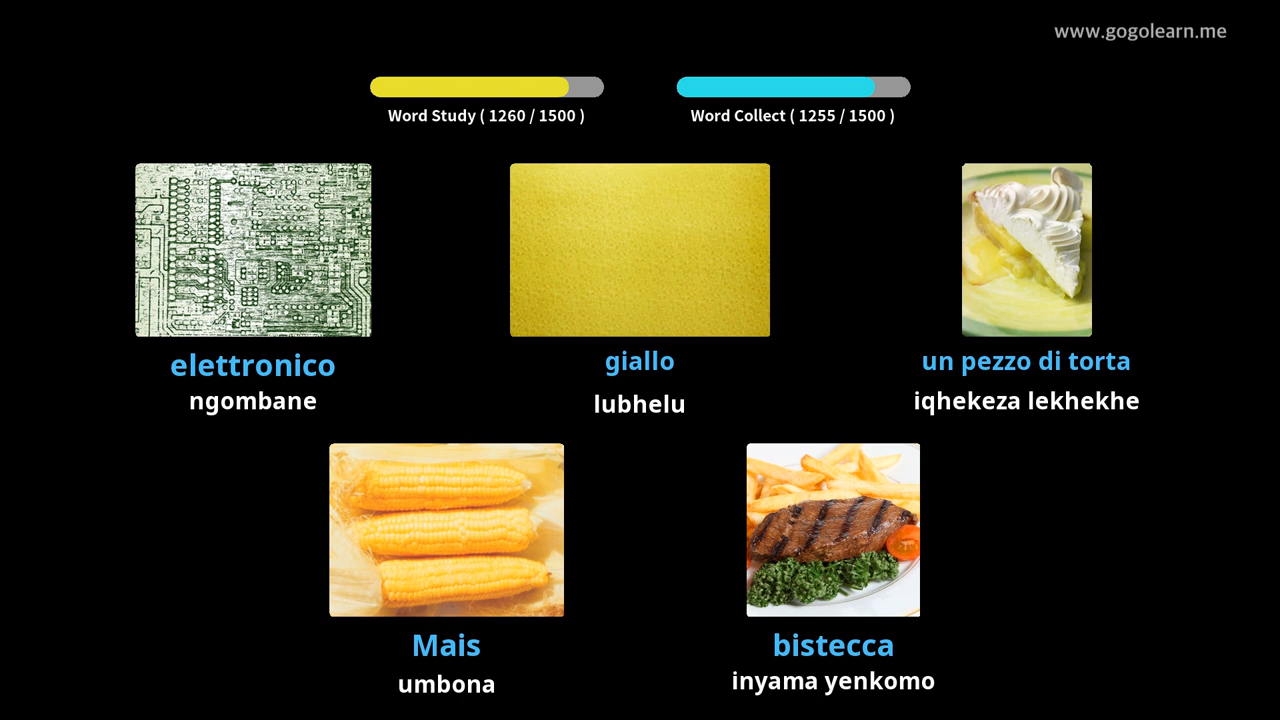 www.gogolearn.me
Word Study ( 1260 / 1500 )
Word Collect ( 1255 / 1500 )
elettronico
ngombane
giallo
lubhelu
un pezzo di torta
iqhekeza lekhekhe
Mais
umbona
bistecca
inyama yenkomo